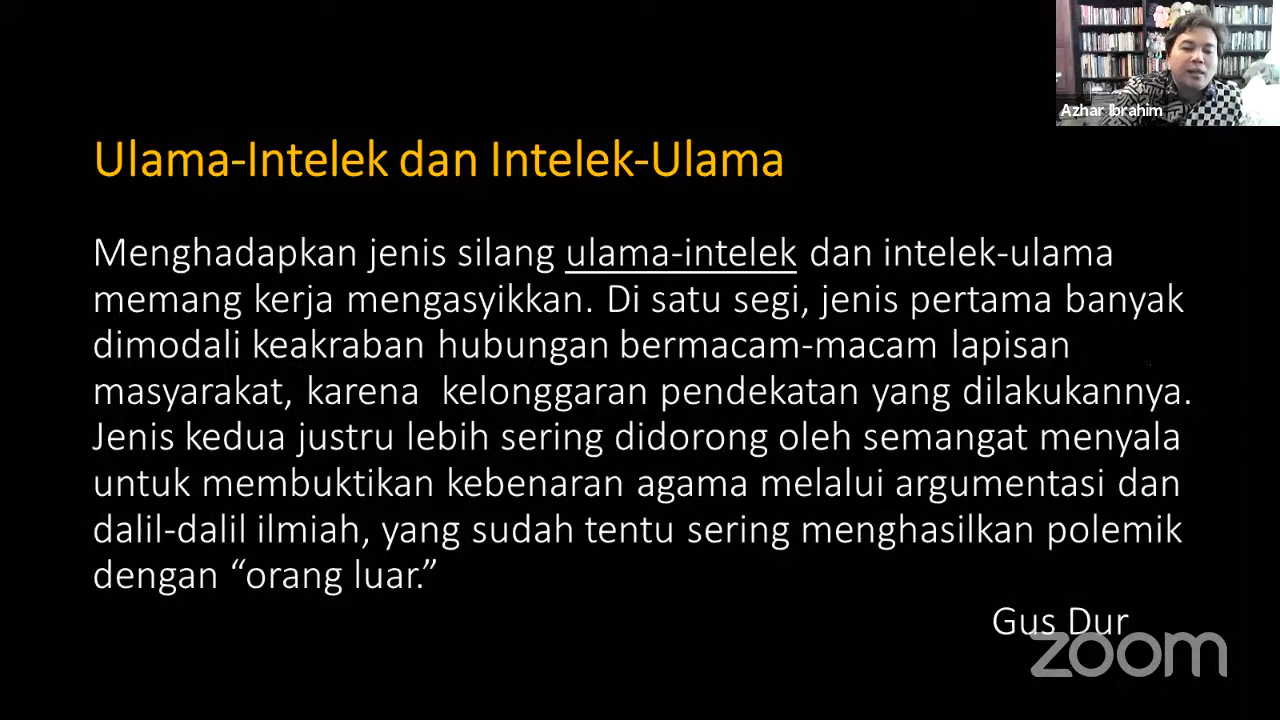 Azhar Ibrahim
Ulama-Intelek dan Intelek-Ulama
Menghadapkan jenis silang ulama-intelek dan intelek-ulama
memang kerja mengasyikkan. Di satu segi, jenis pertama banyak
dimodali keakraban hubungan bermacam-macam lapisan
masyarakat, karena kelonggaran pendekatan yang dilakukannya.
Jenis kedua justru lebih sering didorong oleh semangat menyala
untuk membuktikan kebenaran agama melalui argumentasi dan
dalil-dalil ilmiah, yang sudah tentu sering menghasilkan polemik
dengan “orang luar.”
Gus Dur
zoom